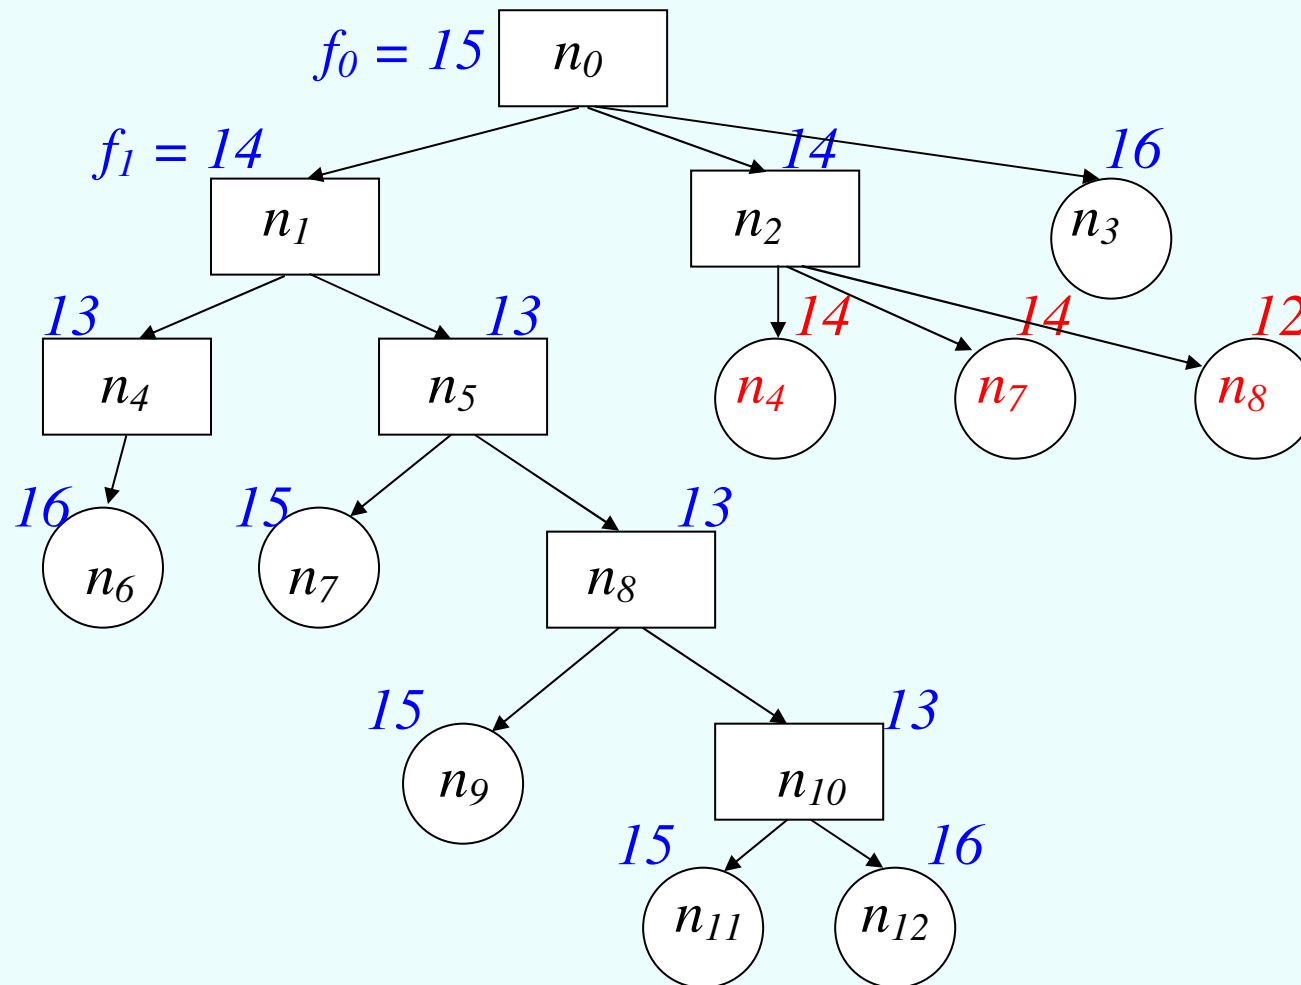 f₀ = 15 n₀
f₁ = 14 14 16
n₁ n₂ n₃
13 13 14 14 12
n₄ n₅ n₄ n₇ n₈
16 15 13
n₆ n₇ n₈
15 13
n₉ n₁₀
15 16
n₁₁ n₁₂